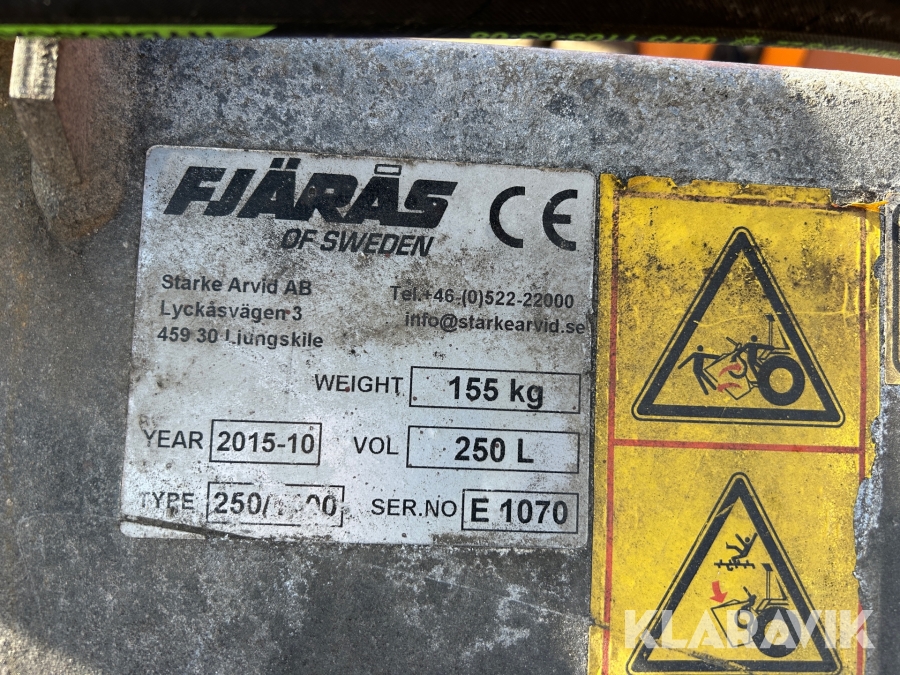 FJÄRÅS
OF SWEDEN
CE
Starke Arvid AB
Lyckåsvägen 3
459 30 Ljungskile
Tel.+46-(0)522-22000
info@starkearvid.se
WEIGHT 155 kg
YEAR 2015-10 VOL 250 L
TYPE SER.NO E 1070
KLARAVIK